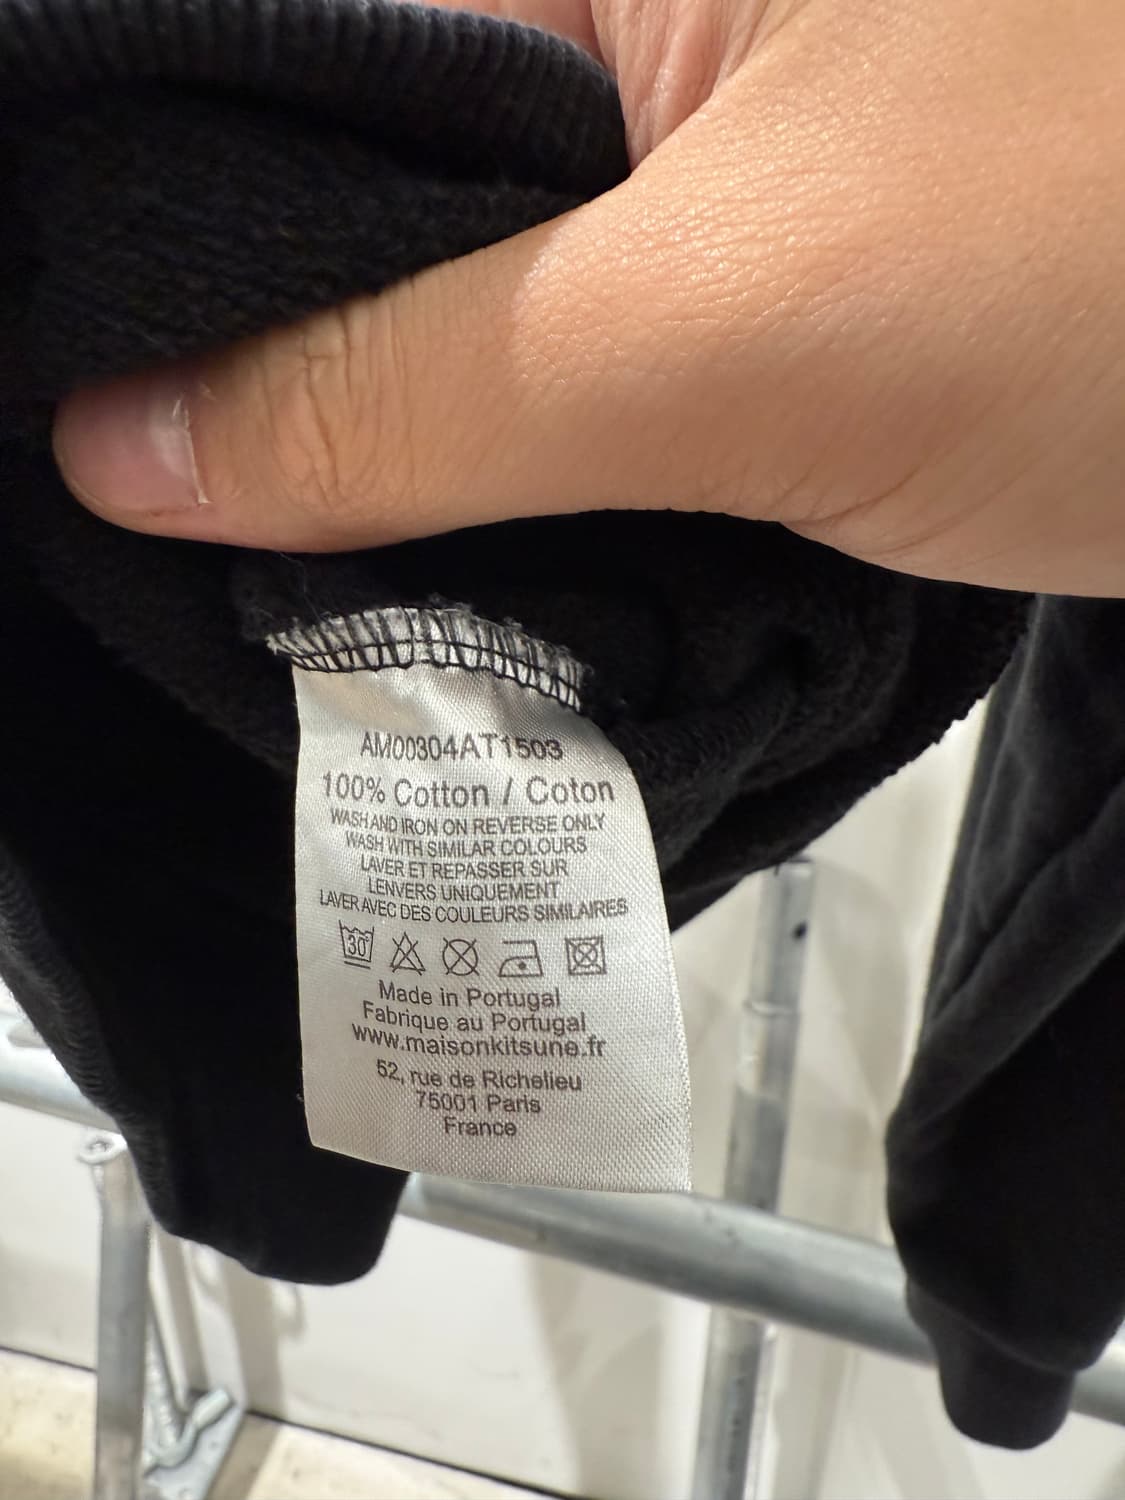 AM00304AT1503
100% Cotton / Coton
WASH AND IRON ON REVERSE ONLY
WASH WITH SIMILAR COLOURS
LAVER ET REPASSER SUR
LENVERS UNIQUEMENT
LAVER AVEC DES COULEURS SIMILAIRES
30
Made in Portugal
Fabrique au Portugal
www.maisonkitsune.fr
52, rue de Richelieu
75001 Paris
France